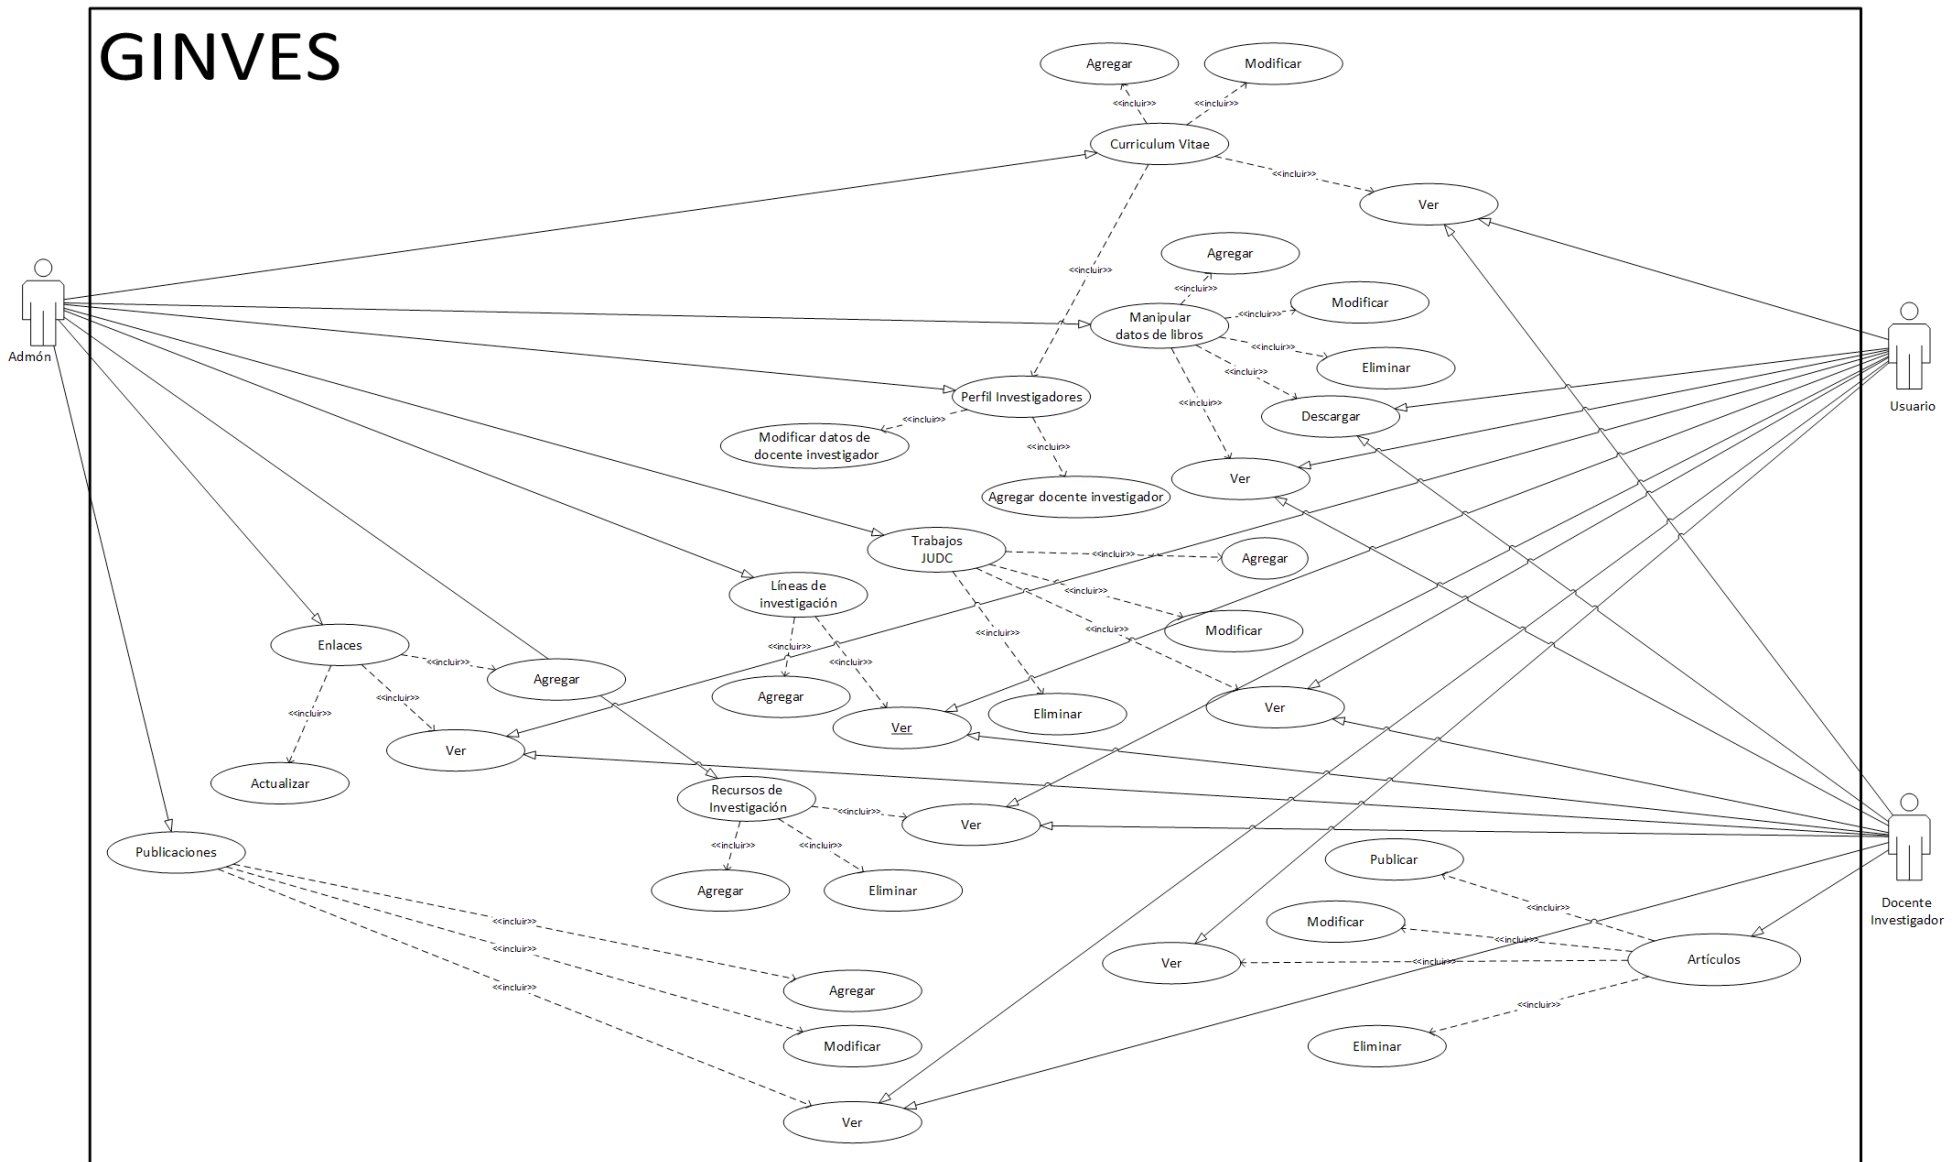 GINVES
Agregar
Modificar
<<incluir>>
<<incluir>>
Curriculum Vitae
<<incluir>>
Ver
Agregar
<<incluir>>
<<incluir>>
Modificar
Manipular
datos de libros
<<incluir>>
<<incluir>>
Eliminar
<<incluir>>
Admón
Perfil Investigadores
<<incluir>>
Descargar
Usuario
<<incluir>>
Modificar datos de
docente investigador
<<incluir>>
Ver
Agregar docente investigador
Trabajos
JUDC
<<incluir>>
Agregar
Líneas de
investigación
<<incluir>>
<<incluir>>
<<incluir>>
Modificar
Enlaces
<<incluir>>
<<incluir>>
<<incluir>>
Agregar
<<incluir>>
Agregar
<<incluir>>
Ver
Eliminar
Ver
Ver
Actualizar
Recursos de
Investigación
<<incluir>>
Ver
Publicaciones
<<incluir>>
<<incluir>>
Publicar
Agregar
Eliminar
Docente
Investigador
<<incluir>>
<<incluir>>
Modificar
<<incluir>>
<<incluir>>
Ver
<<incluir>>
Artículos
<<incluir>>
Agregar
<<incluir>>
Modificar
Eliminar
Ver